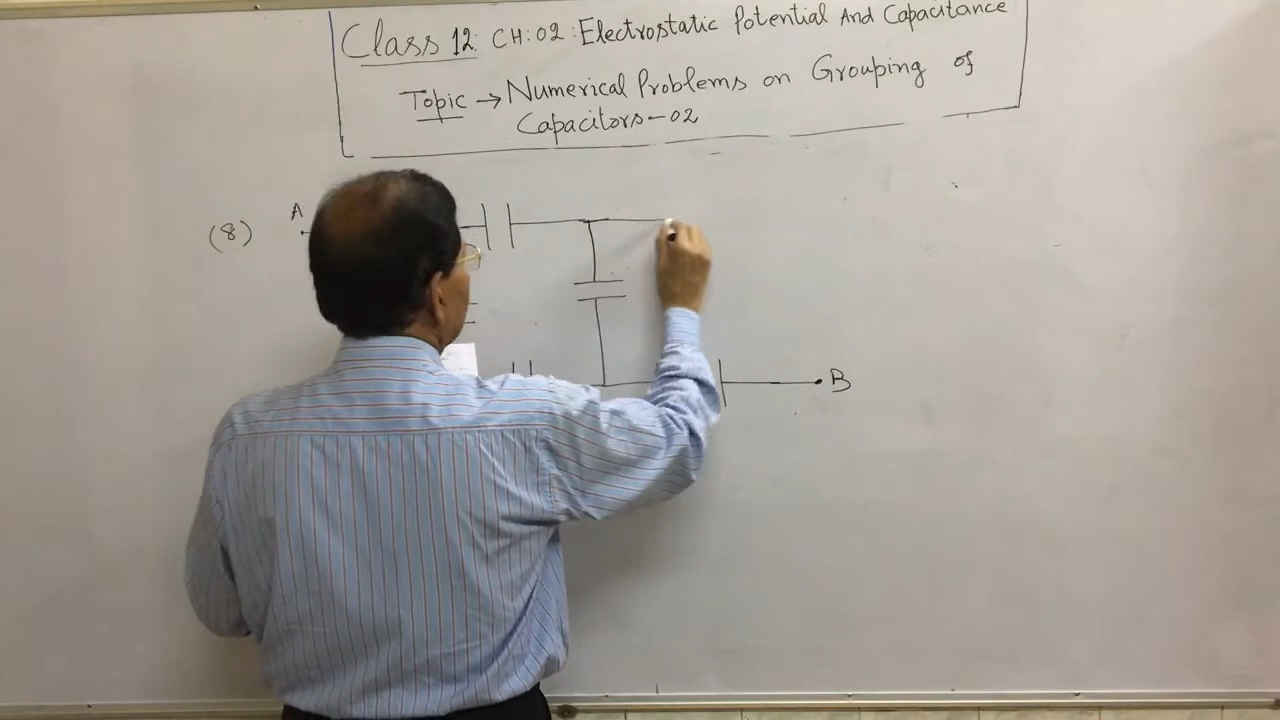 Class 12: CH:02: Electrostatic Potential And Capacitance
Topic → Numerical Problems on Grouping of
Capacitors-02
(8)
A
B